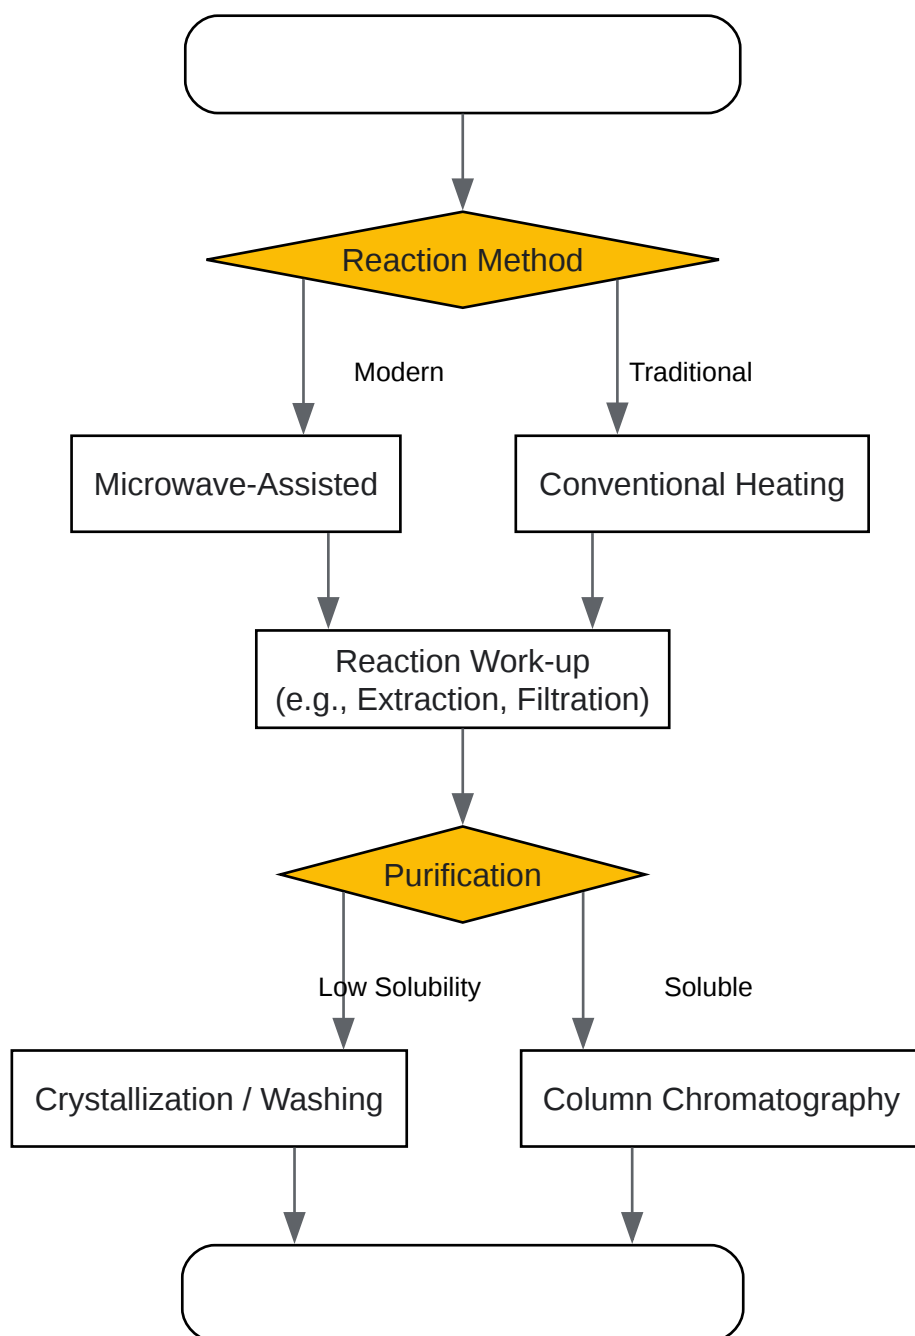 Reaction Method
Modern
Traditional
Microwave-Assisted
Conventional Heating
Reaction Work-up
(e.g., Extraction, Filtration)
Purification
Low Solubility
Soluble
Crystallization / Washing
Column Chromatography